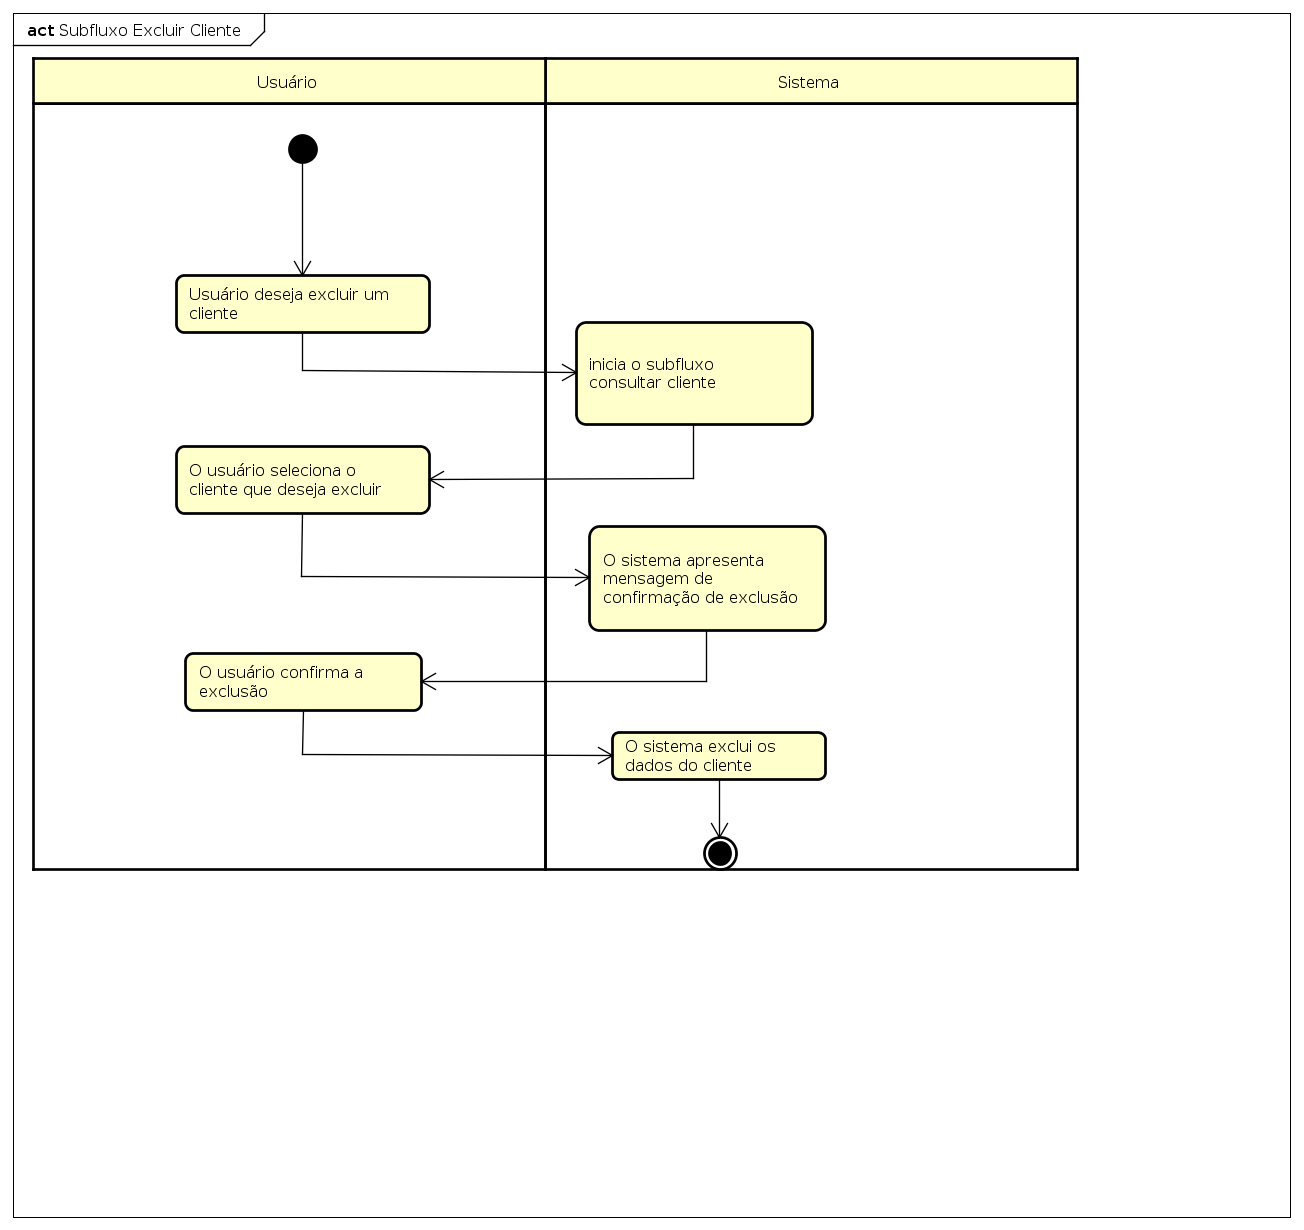 act Subfluxo Excluir Cliente
Usuário
Sistema
Usuário deseja excluir um
cliente
inicia o subfluxo
consultar cliente
O usuário seleciona o
cliente que deseja excluir
O sistema apresenta
mensagem de
confirmação de exclusão
O usuário confirma a
exclusão
O sistema exclui os
dados do cliente